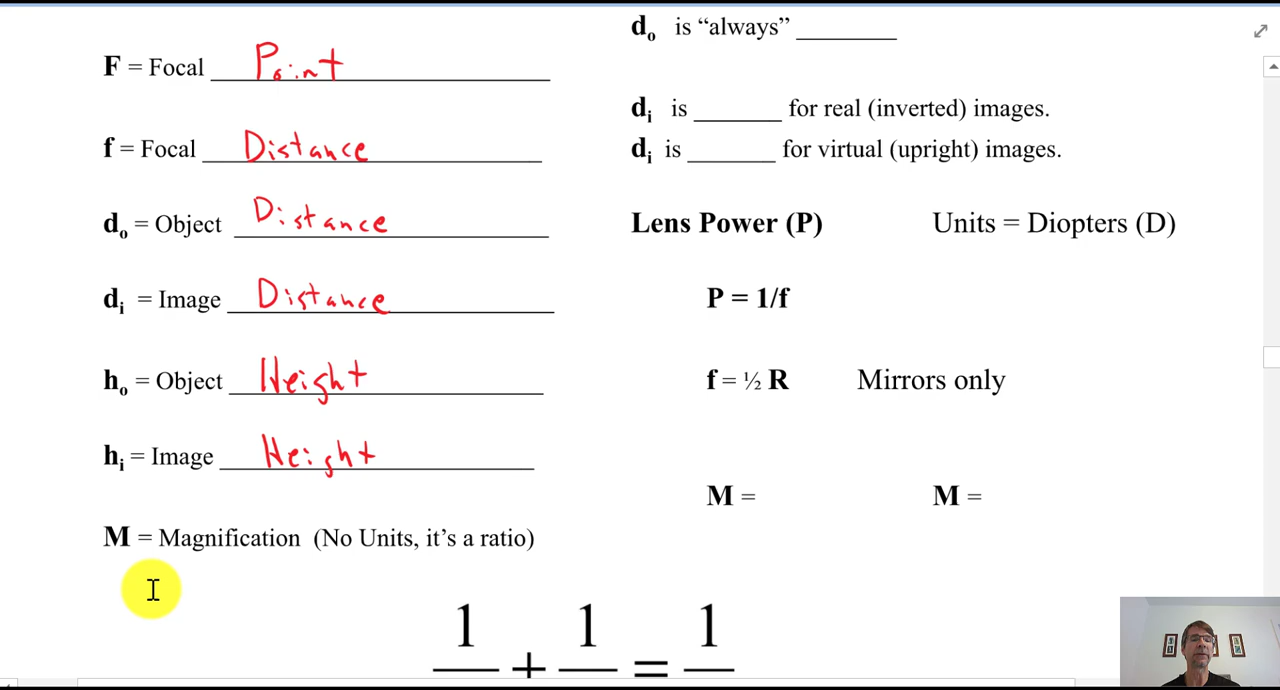 F = Focal Point
f = Focal Distance
do = Object Distance
di = Image Distance
ho = Object Height
hi = Image Height
M = Magnification (No Units, it's a ratio)
do is “always” ________
di is _______ for real (inverted) images.
di is _______ for virtual (upright) images.
Lens Power (P) Units = Diopters (D)
P = 1/f
f = ½ R Mirrors only
M = M =
1 + 1 = 1